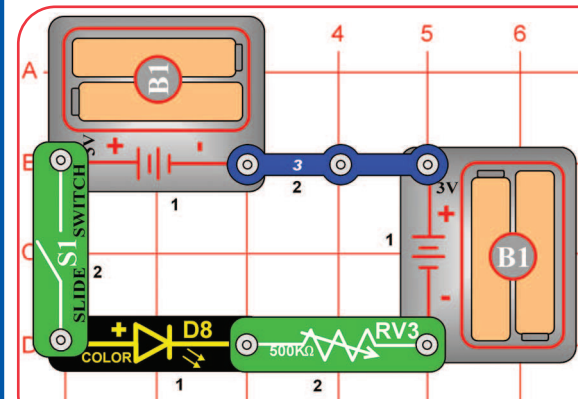 4 5 6
A
B1
B 3V + - 3
2
3V
1
+
1
B1
C
SLIDE SWITCH
S1
2
-
D + D8
COLOR
500KΩ RV3
1 2